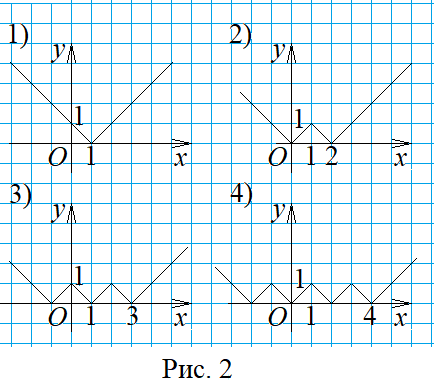 1) y 2) y
1 1
O 1 x O 1 2 x
3) y 4) y
1 1
O 1 3 x O 1 4 x
Рис. 2